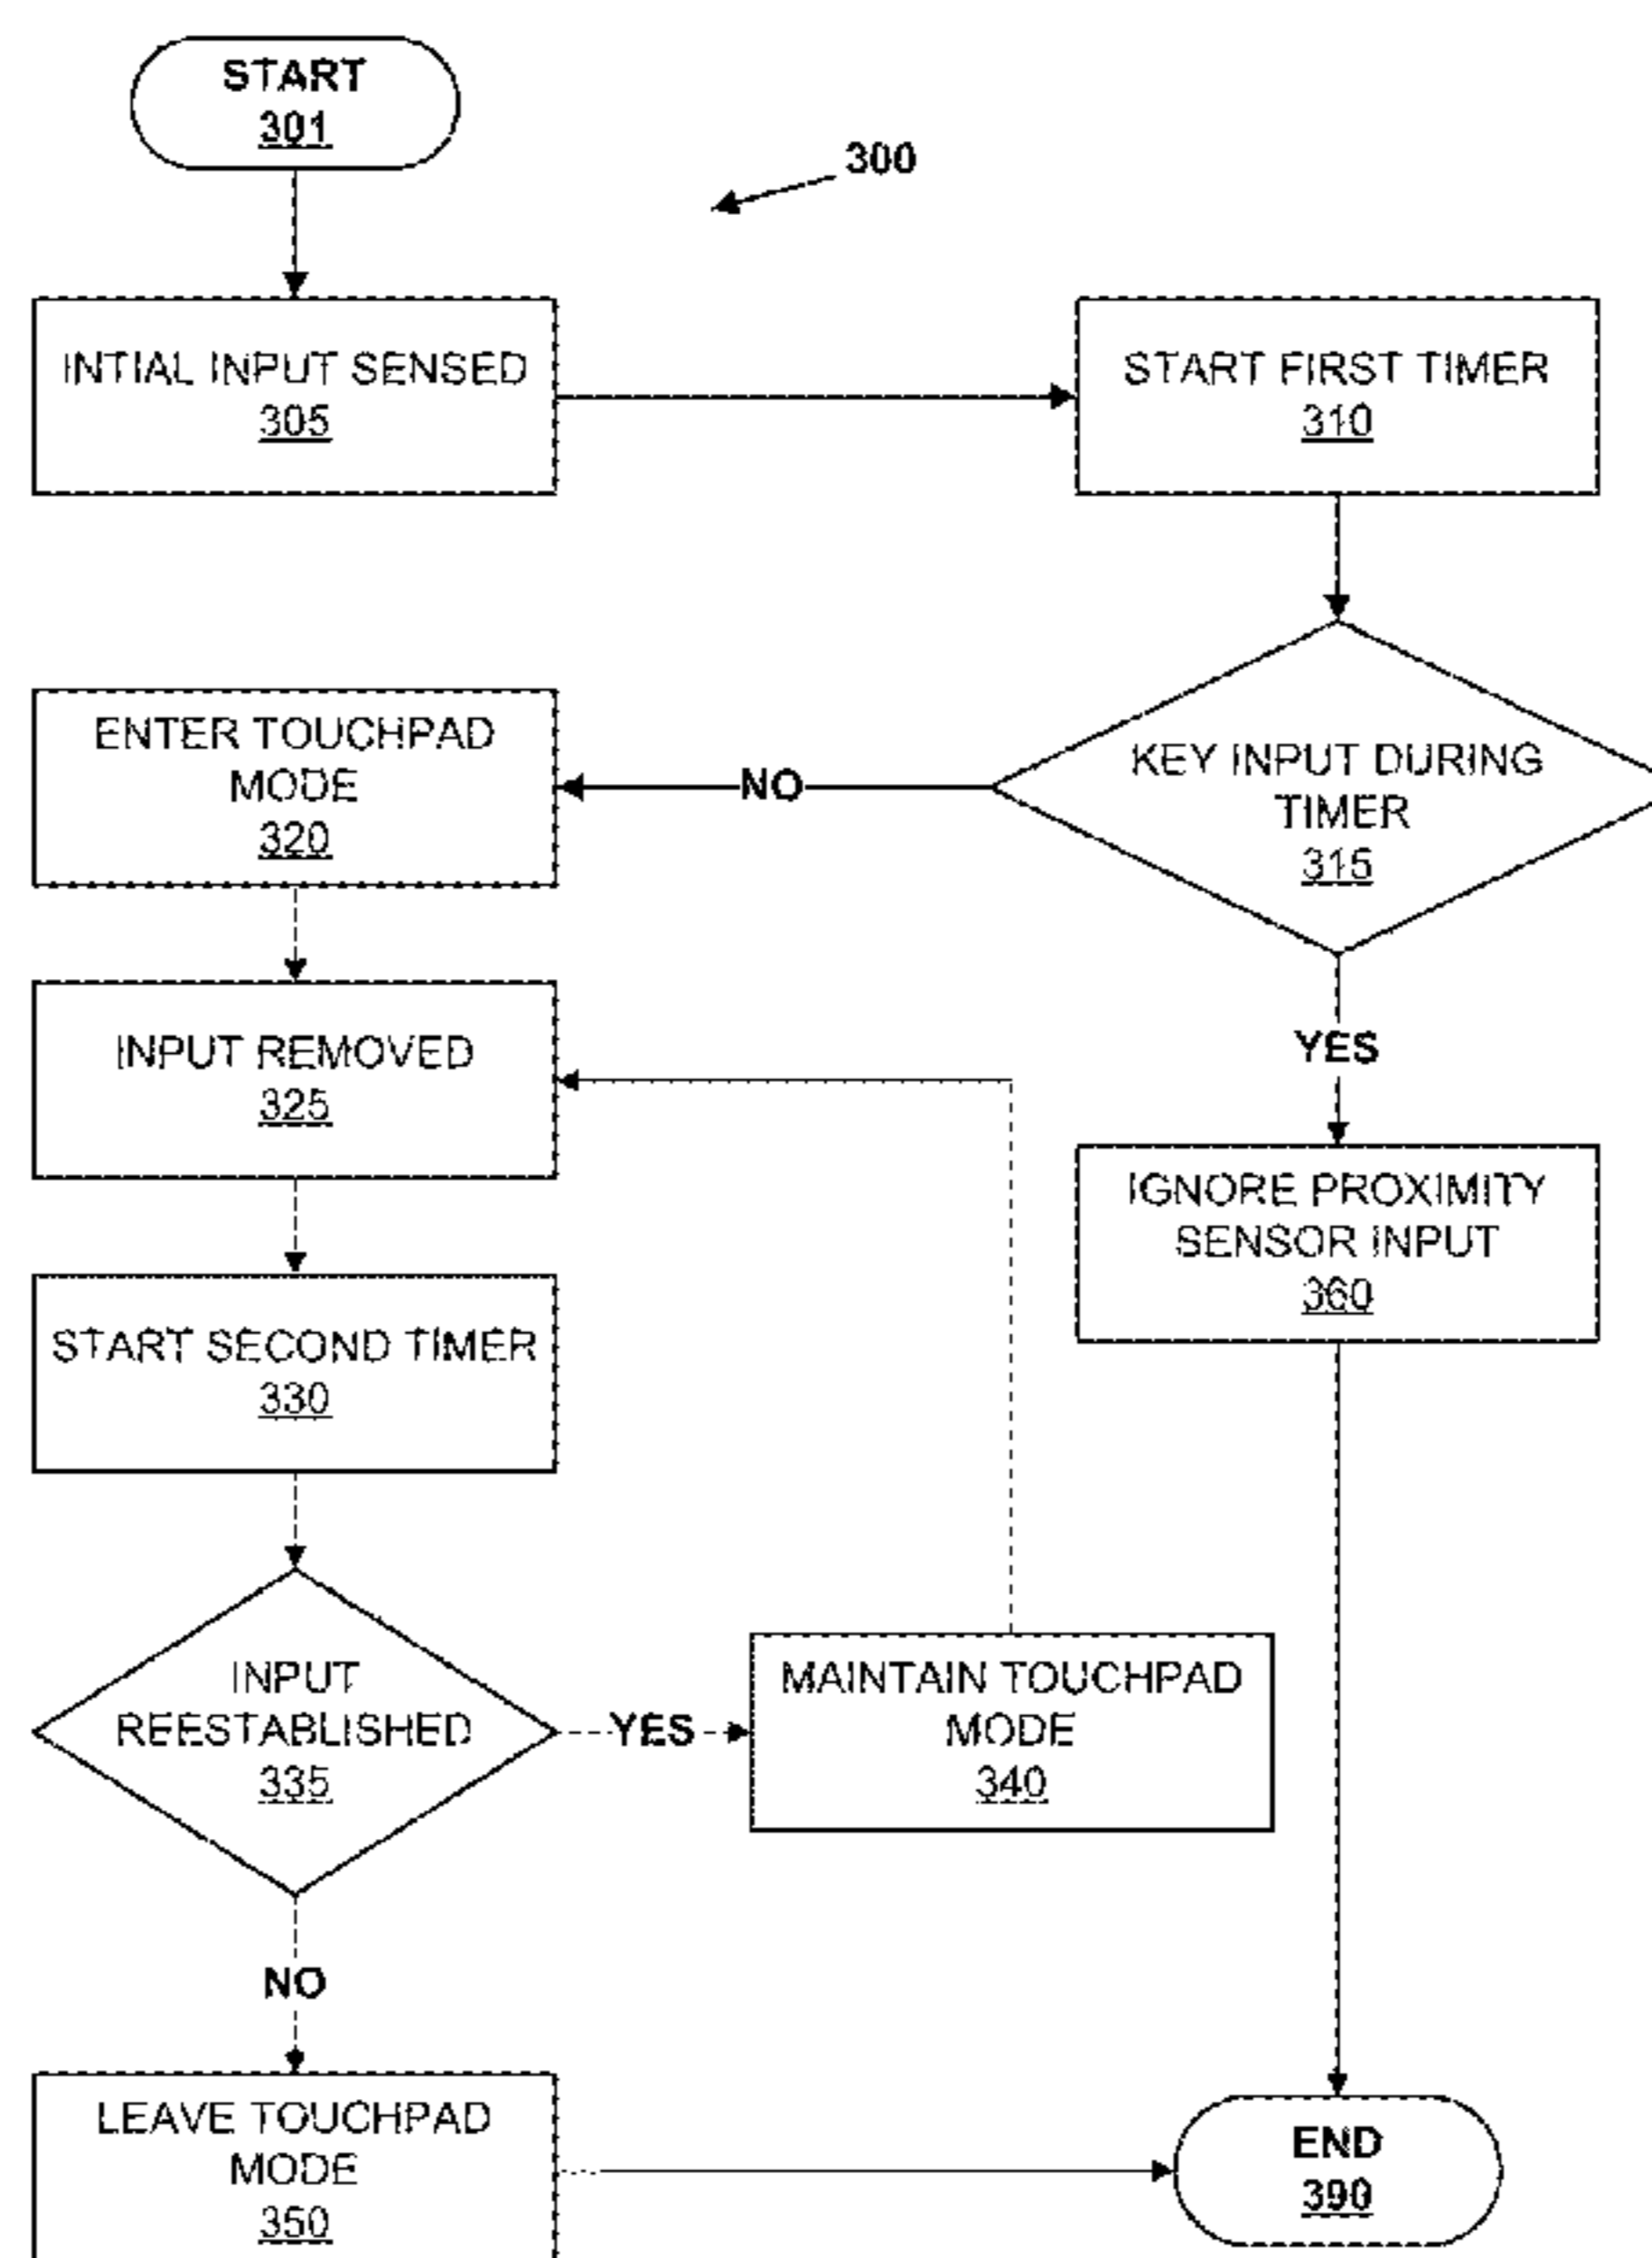 START
301
300
INTIAL INPUT SENSED
305
START FIRST TIMER
310
KEY INPUT DURING
TIMER
315
NO
ENTER TOUCHPAD
MODE
320
INPUT REMOVED
325
YES
IGNORE PROXIMITY
SENSOR INPUT
360
START SECOND TIMER
330
INPUT
REESTABLISHED
335
YES
MAINTAIN TOUCHPAD
MODE
340
NO
LEAVE TOUCHPAD
MODE
350
END
390